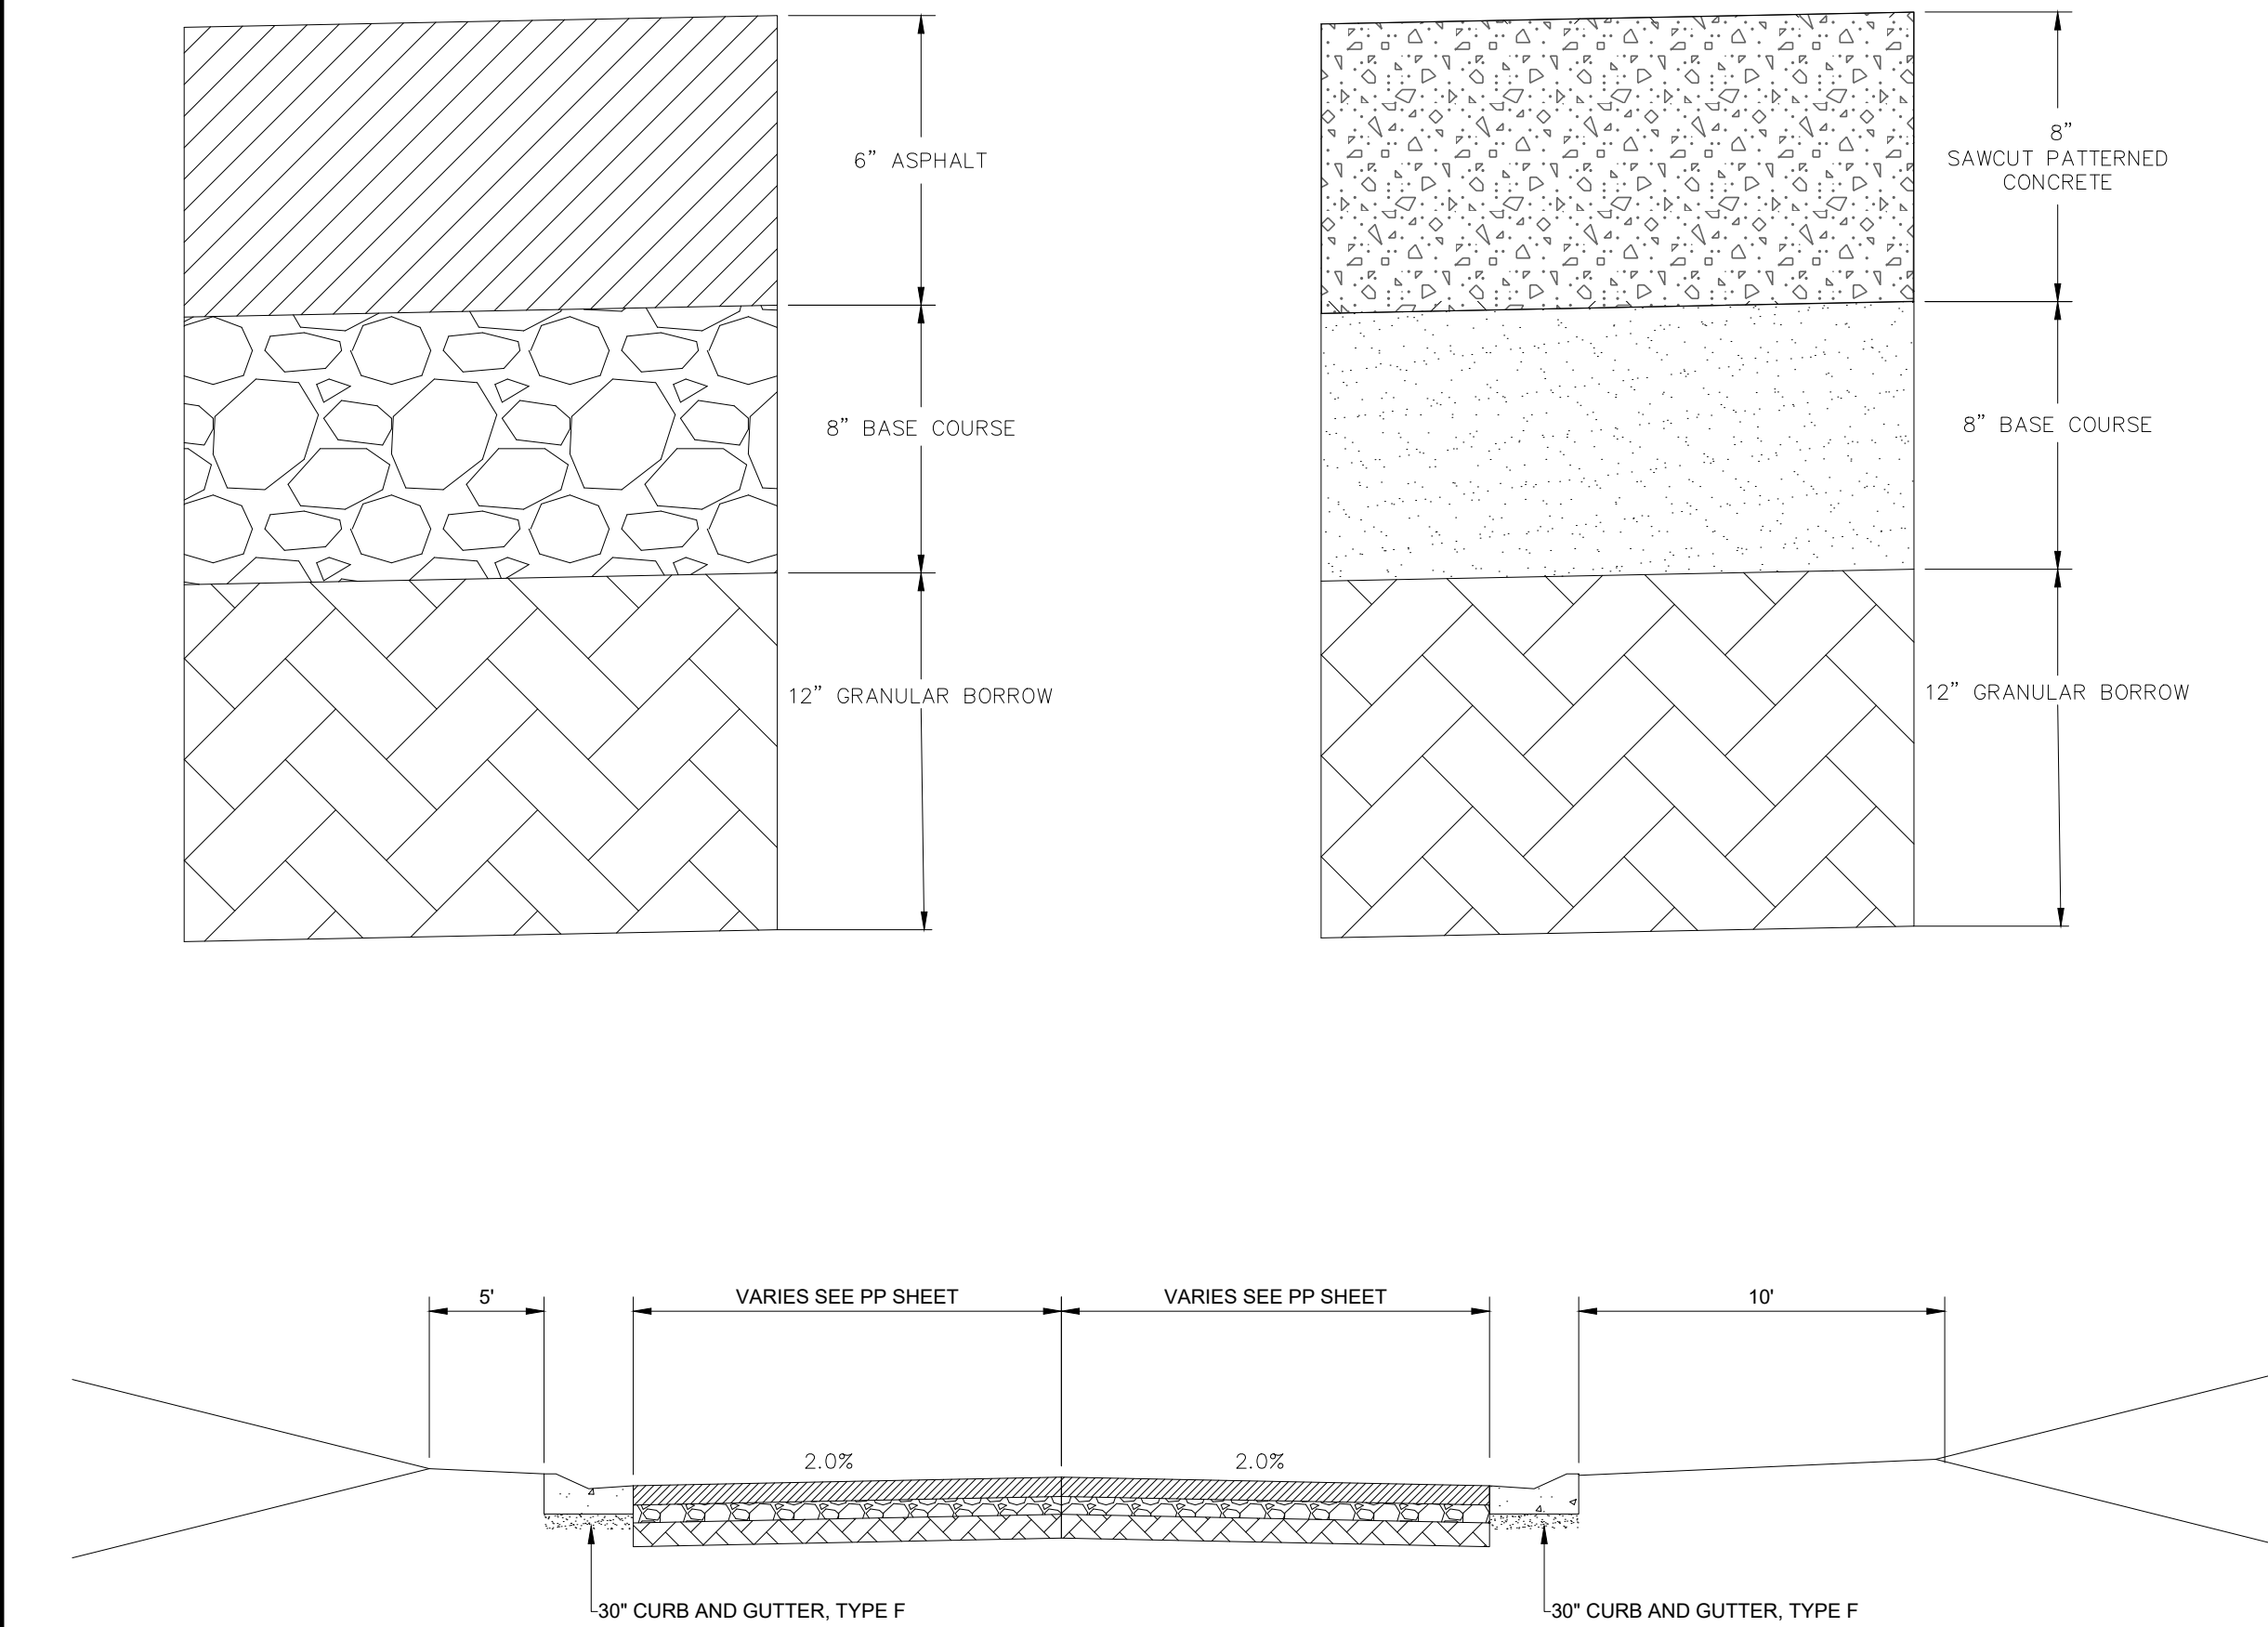 6” ASPHALT
8” BASE COURSE
12” GRANULAR BORROW
8”
SAWCUT PATTERNED
CONCRETE
8” BASE COURSE
12” GRANULAR BORROW
5'
VARIES SEE PP SHEET
VARIES SEE PP SHEET
10'
2.0%
2.0%
30" CURB AND GUTTER, TYPE F
30" CURB AND GUTTER, TYPE F